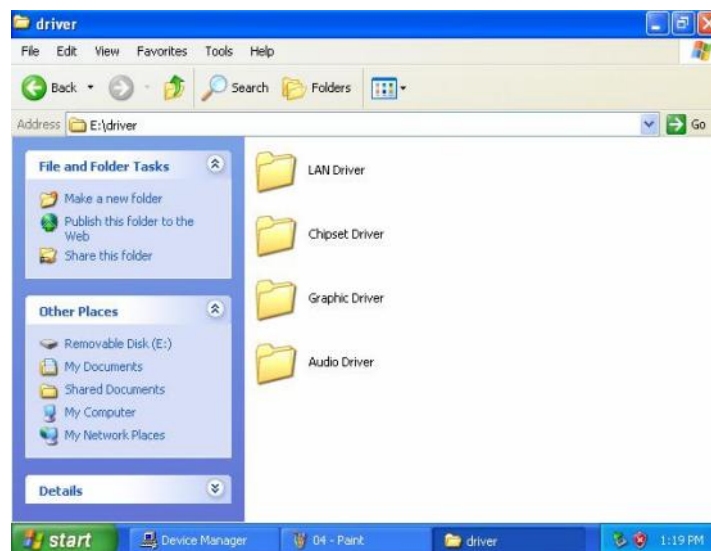 driver
File Edit View Favorites Tools Help
Back Search Folders
Address E:\driver Go
File and Folder Tasks
Make a new folder
Publish this folder to the
Web
Share this folder
Other Places
Removable Disk (E:)
My Documents
Shared Documents
My Computer
My Network Places
Details
LAN Driver
Chipset Driver
Graphic Driver
Audio Driver
start Device Manager 04 - Paint driver 1:19 PM